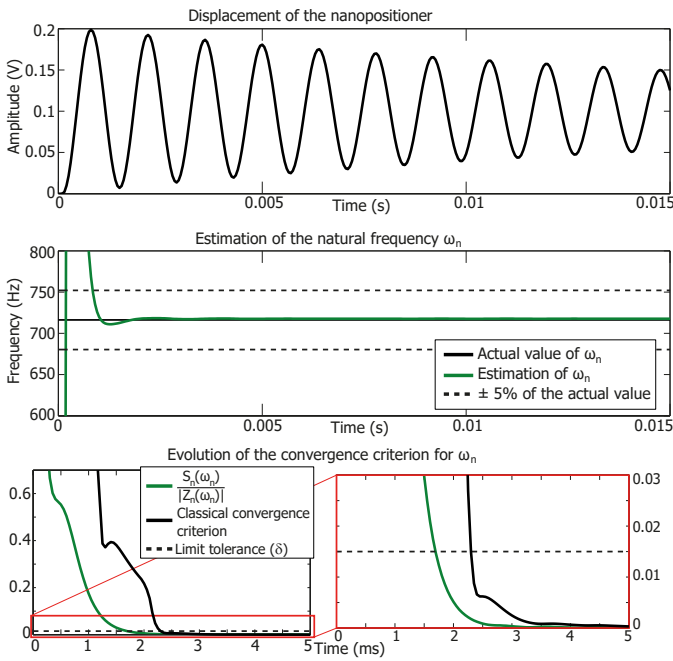 Displacement of the nanopositioner
0.2
0.15
0.1
0.05
0
Amplitude (V)
0
0.005
0.01
0.015
Time (s)
Estimation of the natural frequency ωn
800
750
700
650
600
Frequency (Hz)
Actual value of ωn
Estimation of ωn
± 5% of the actual value
0
0.005
0.01
0.015
Time (s)
Evolution of the convergence criterion for ωn
0.6
0.4
0.2
0
Sn(ωn)
|Zn(ωn)|
Classical convergence
criterion
Limit tolerance (δ)
0.03
0.02
0.01
0
0 1 2 3 4 5
0 1 2 3 4 5
Time (ms)